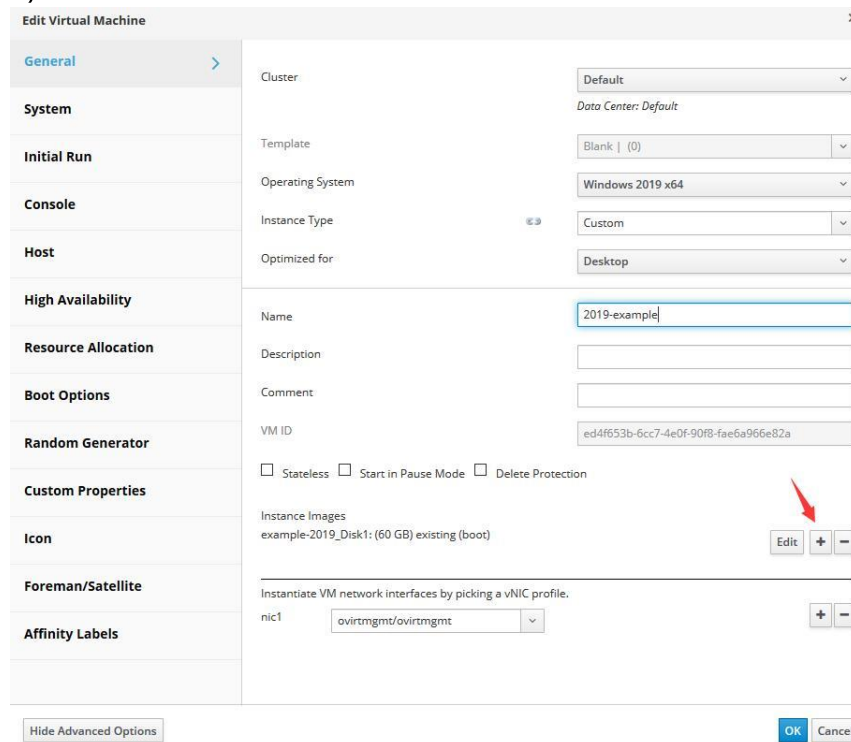 Edit Virtual Machine
General
System
Initial Run
Console
Host
High Availability
Resource Allocation
Boot Options
Random Generator
Custom Properties
Icon
Foreman/Satellite
Affinity Labels
Cluster
Default
Data Center: Default
Template
Blank | (0)
Operating System
Windows 2019 x64
Instance Type
Custom
Optimized for
Desktop
Name
2019-example
Description
Comment
VM ID
ed4f653b-6cc7-4e0f-90f8-fae6a966e82a
Stateless Start in Pause Mode Delete Protection
Instance Images
example-2019_Disk1: (60 GB) existing (boot)
Edit + -
Instantiate VM network interfaces by picking a vNIC profile.
nic1 ovirtmgmt/ovirtmgmt + -
Hide Advanced Options
OK Cance